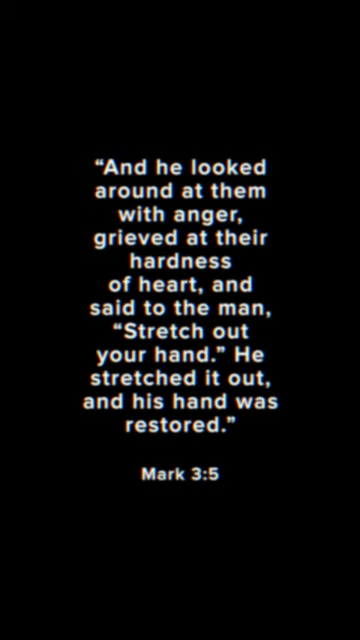 “And he looked
around at them
with anger,
grieved at their
hardness
of heart, and
said to the man,
“Stretch out
your hand.” He
stretched it out,
and his hand was
restored.”
Mark 3:5